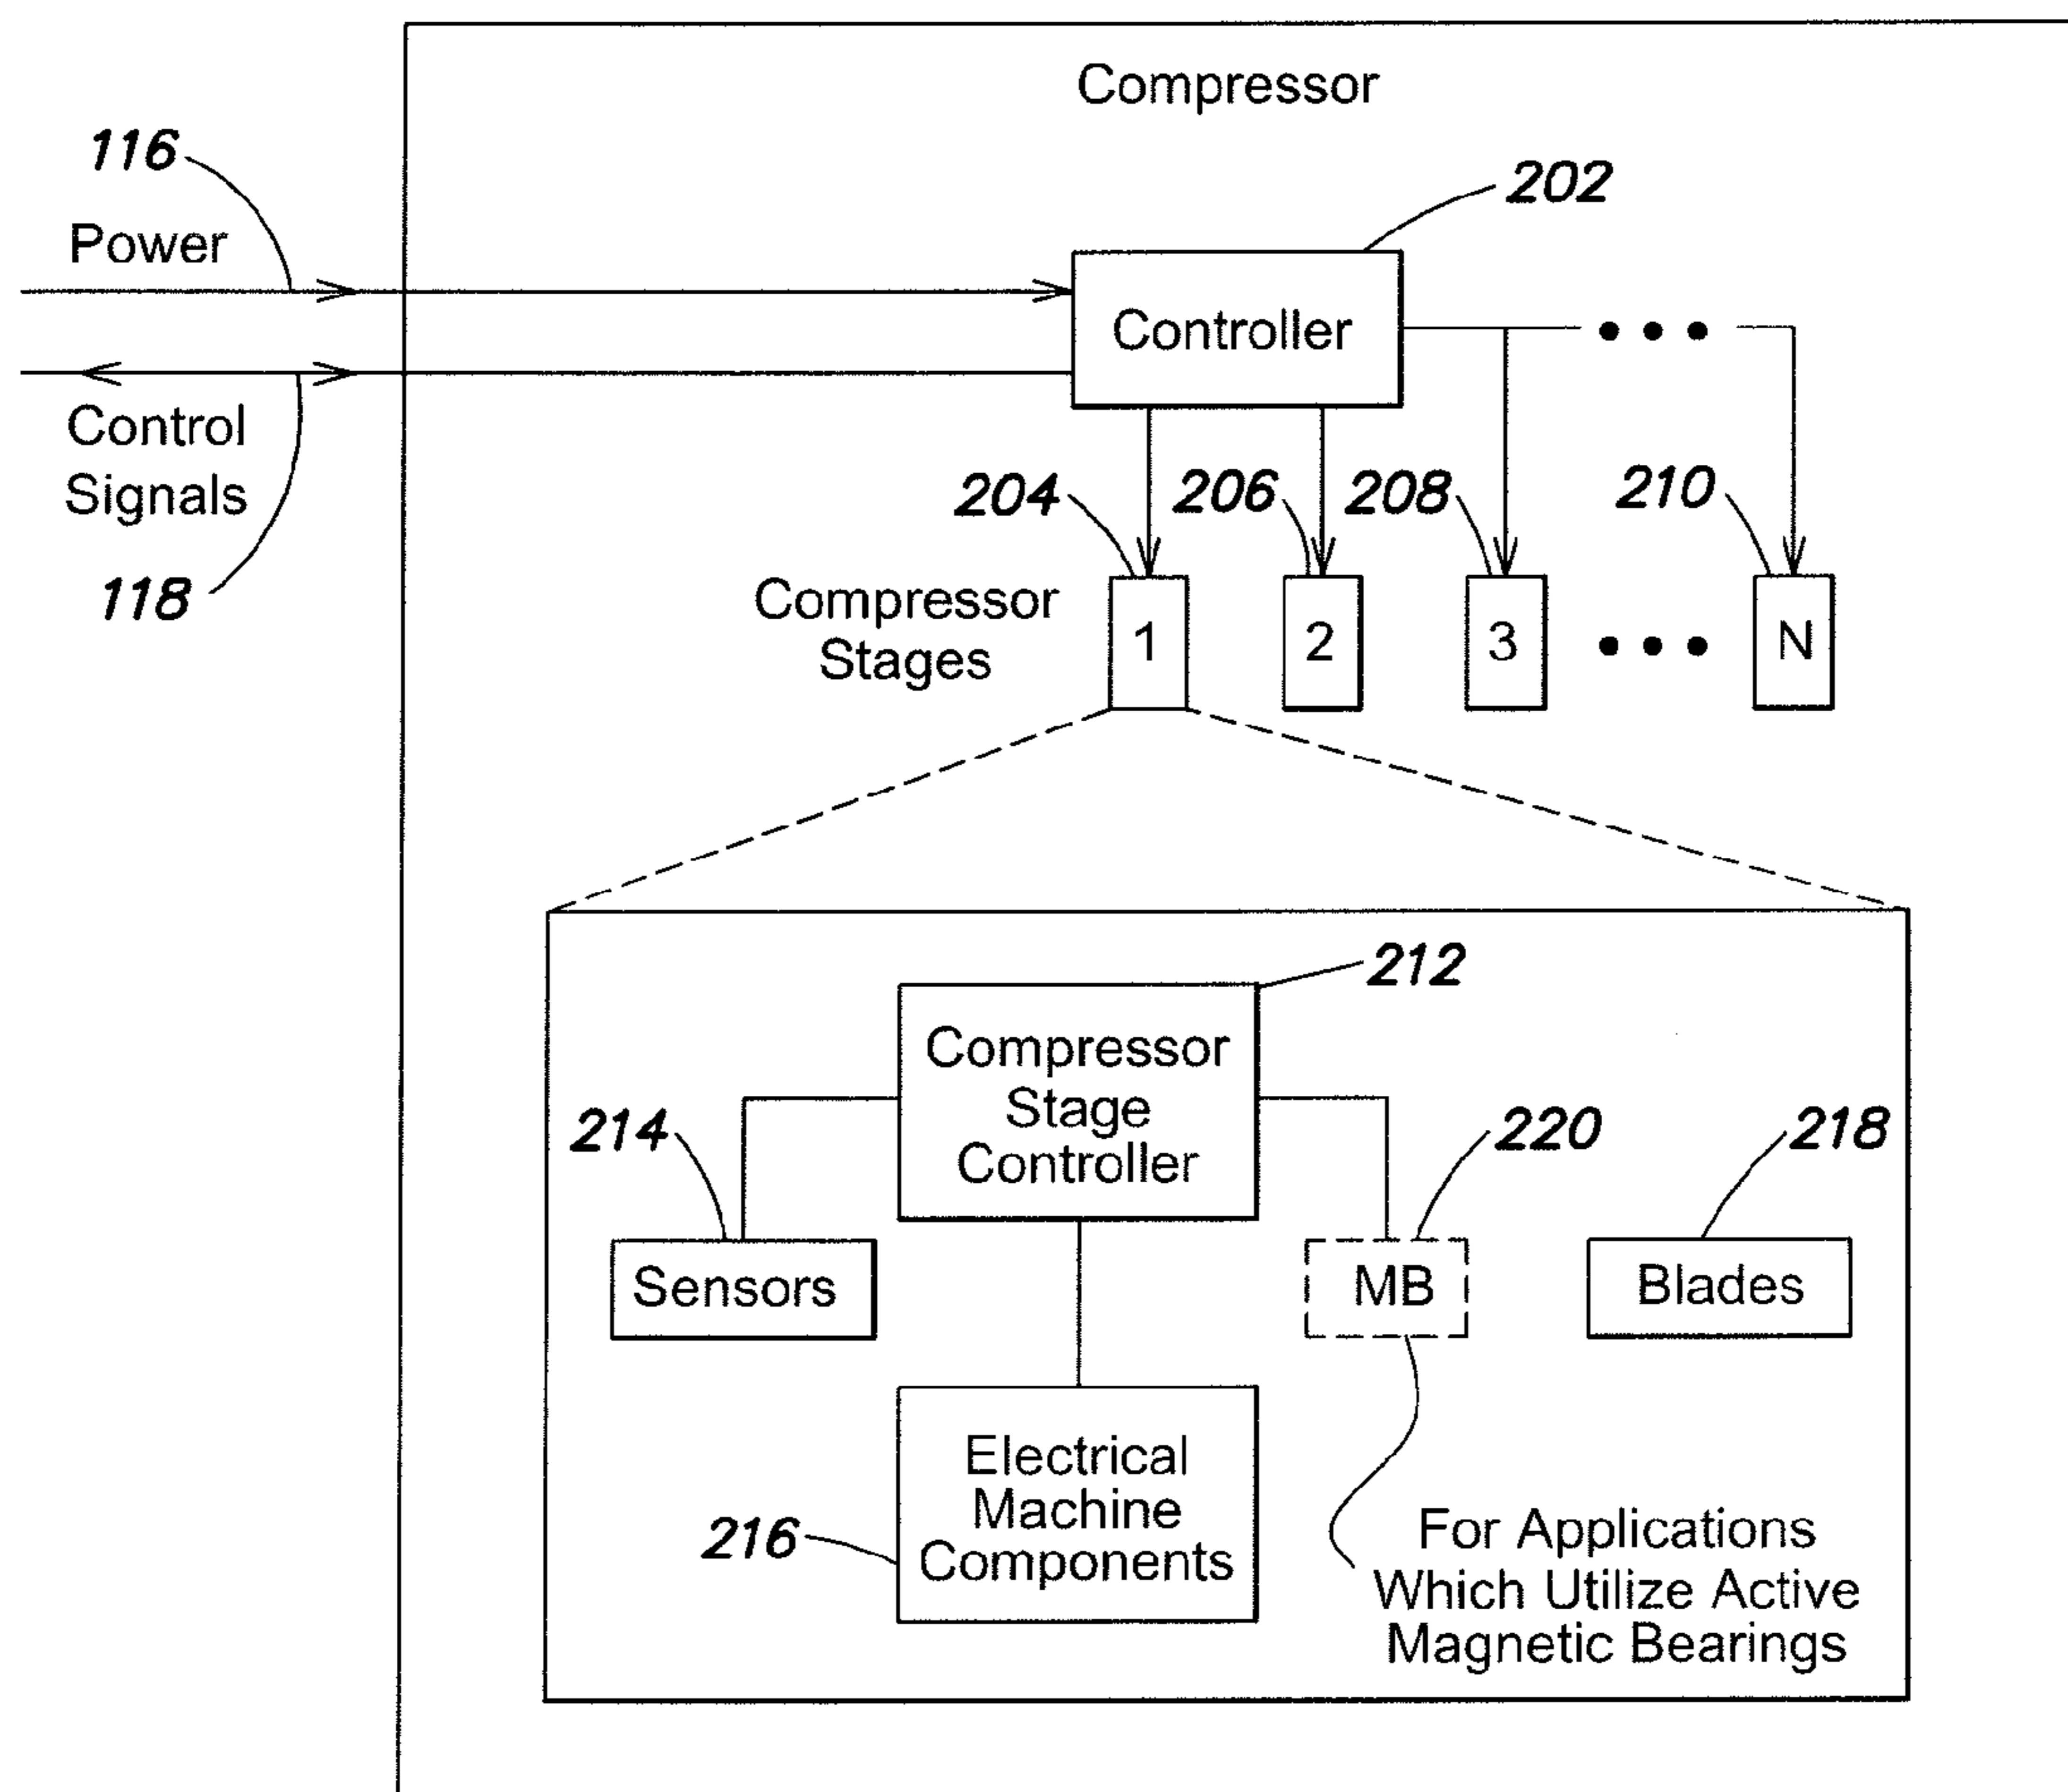 Compressor
116
Power
202
Controller
Control
Signals
118
204
206
208
210
Compressor
Stages
1
2
3
N
212
Compressor
Stage
Controller
214
220
218
Sensors
MB
Blades
216
Electrical
Machine
Components
For Applications
Which Utilize Active
Magnetic Bearings